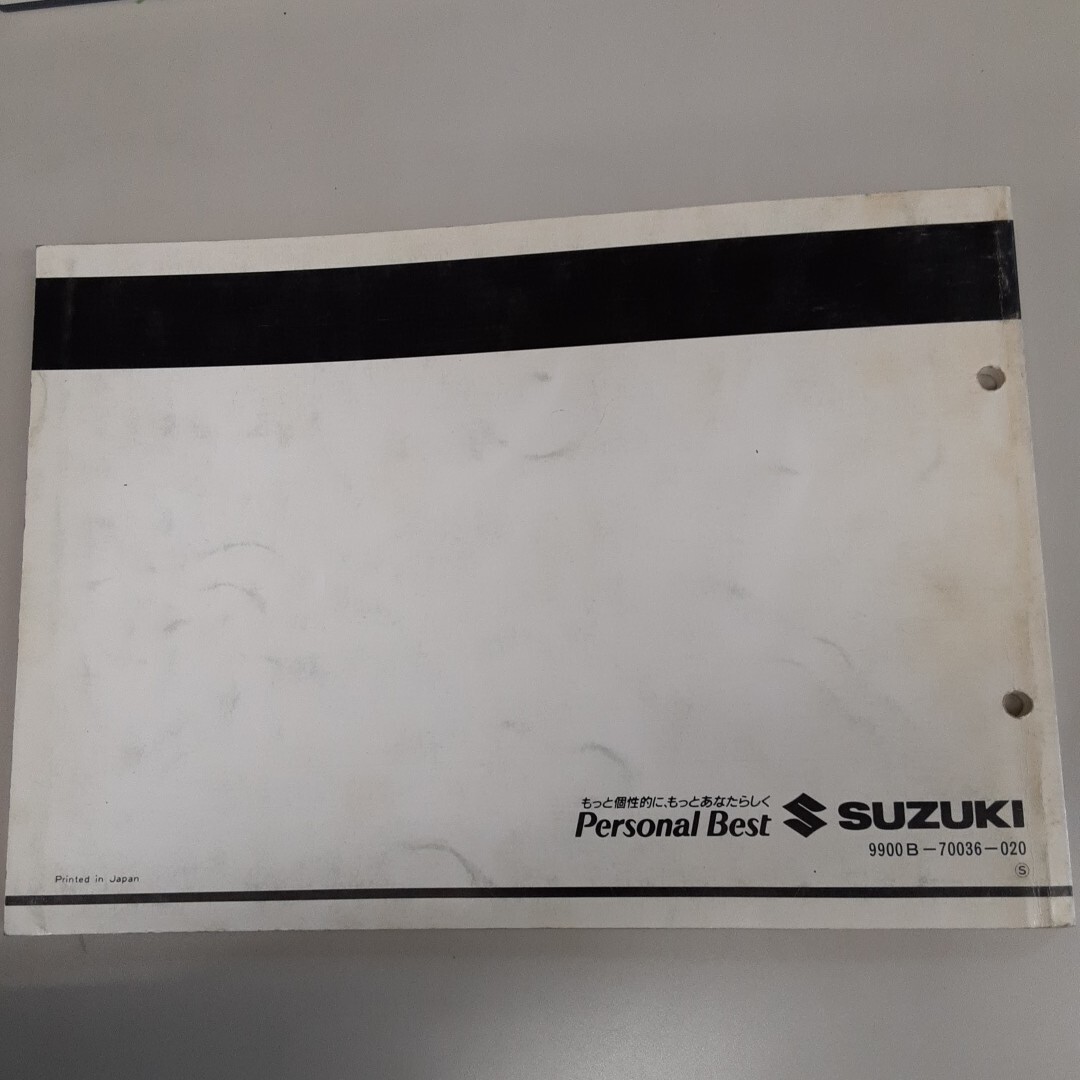 もっと個性的に、もっとあなたらしく
Personal Best SUZUKI
9900B-70036-020
Ⓢ
Printed in Japan